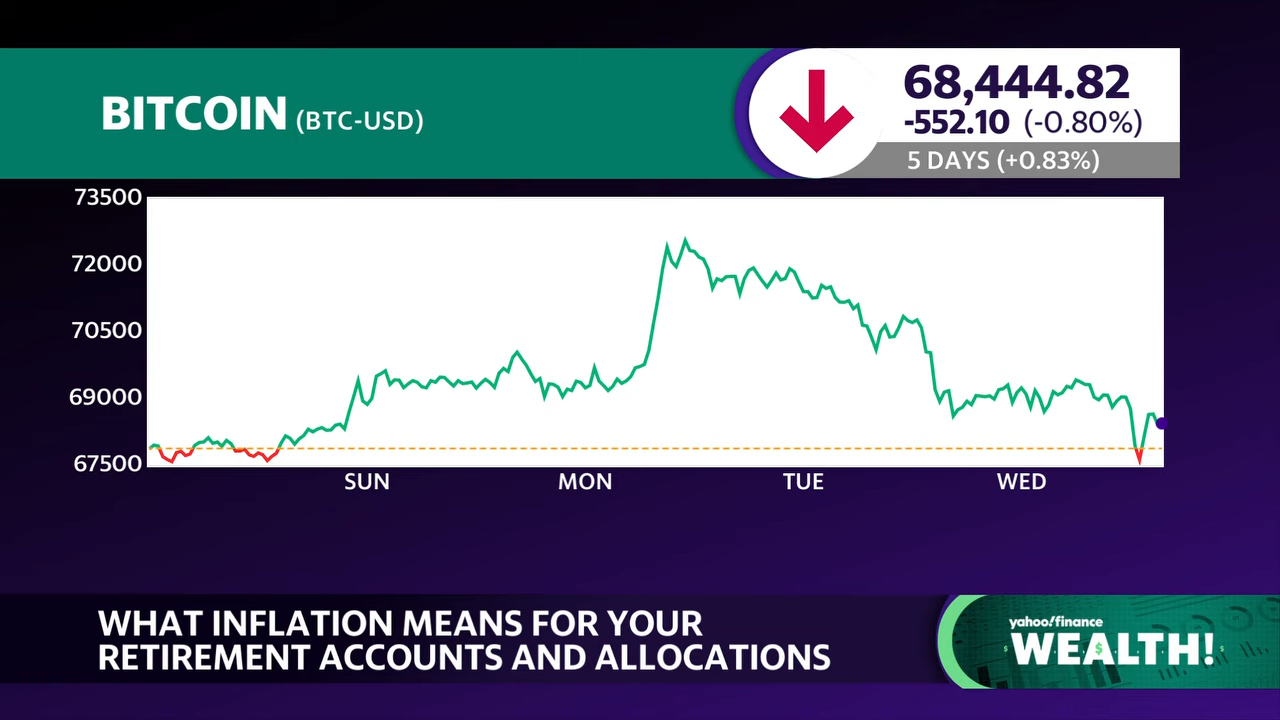 BITCOIN (BTC-USD)
68,444.82
-552.10 (-0.80%)
5 DAYS (+0.83%)
73500
72000
70500
69000
67500
SUN MON TUE WED
WHAT INFLATION MEANS FOR YOUR
RETIREMENT ACCOUNTS AND ALLOCATIONS
yahoo!finance
WEALTH!